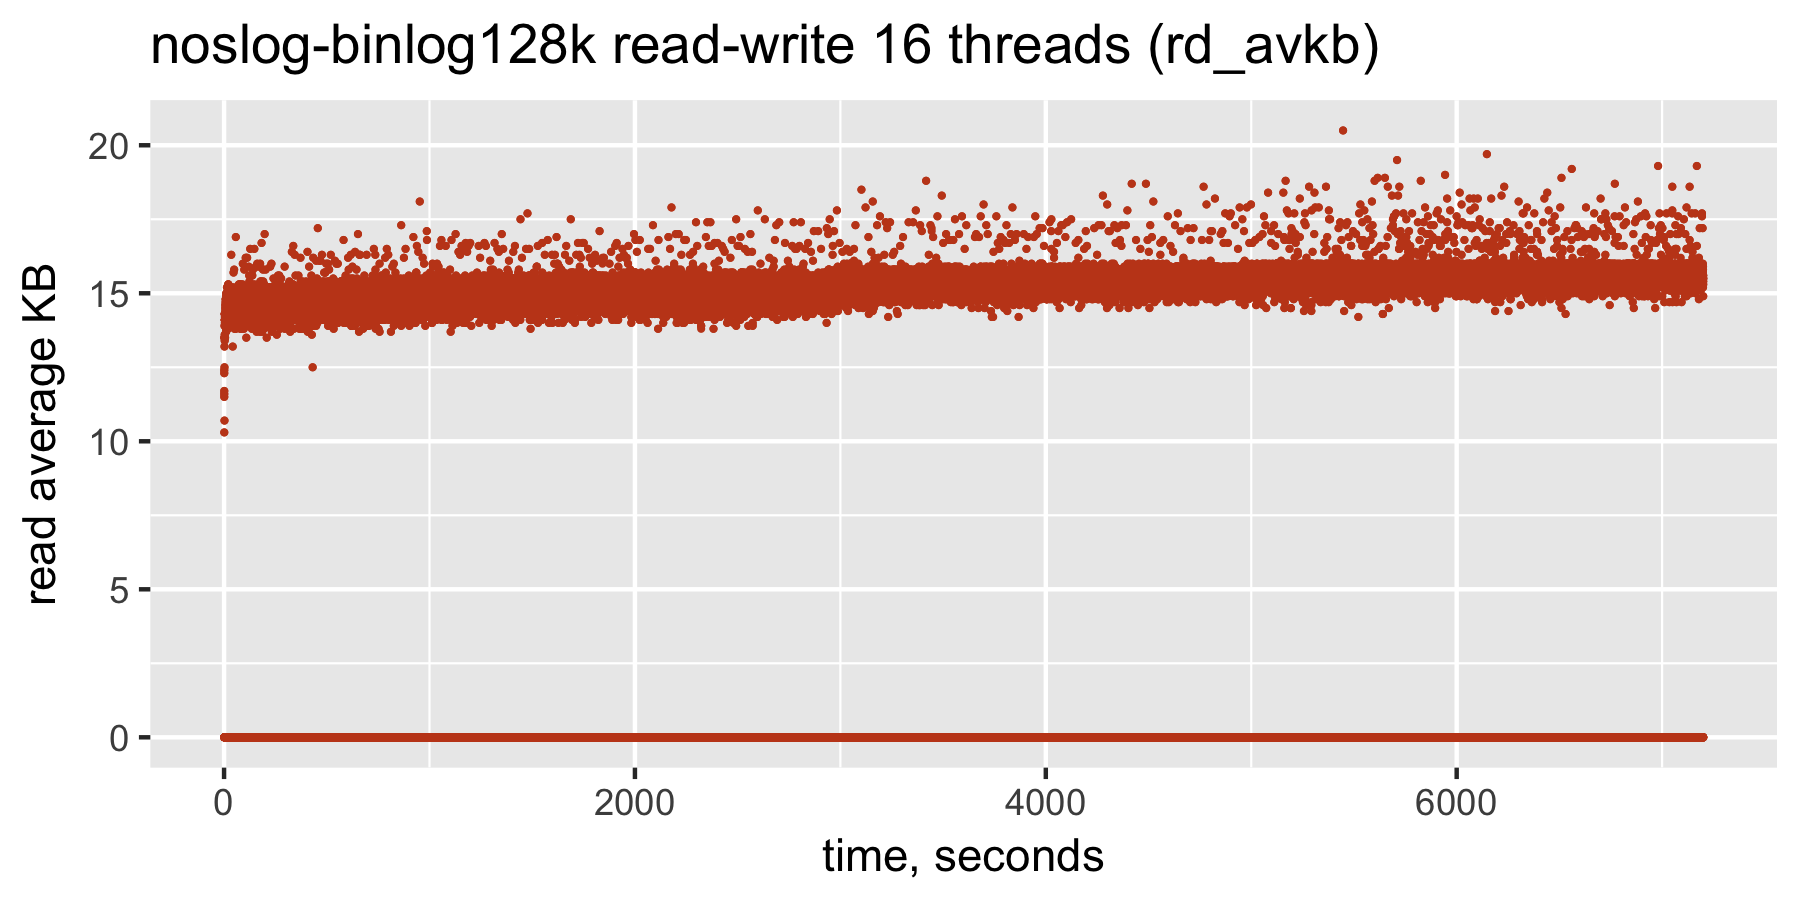 noslog-binlog128k read-write 16 threads (rd_avkb)
20
15
10
5
0
read average KB
0 2000 4000 6000
time, seconds